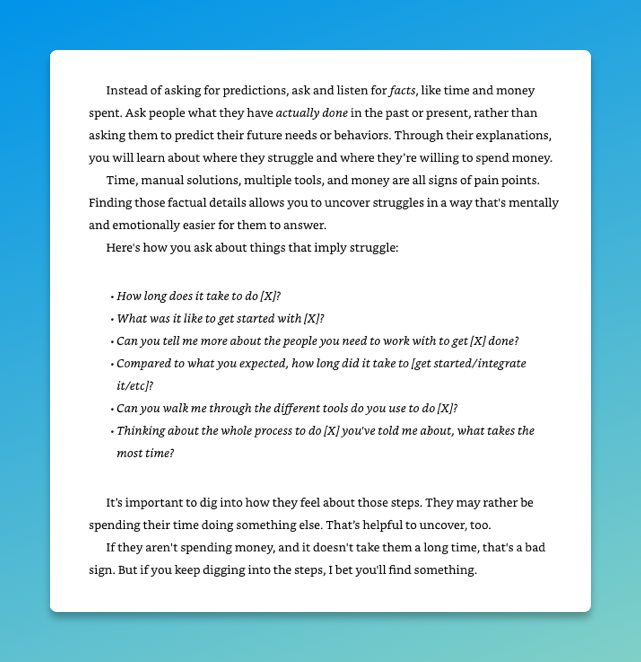 Instead of asking for predictions, ask and listen for facts, like time and money
spent. Ask people what they have actually done in the past or present, rather than
asking them to predict their future needs or behaviors. Through their explanations,
you will learn about where they struggle and where they're willing to spend money.
Time, manual solutions, multiple tools, and money are all signs of pain points.
Finding those factual details allows you to uncover struggles in a way that's mentally
and emotionally easier for them to answer.
Here's how you ask about things that imply struggle:
• How long does it take to do [X]?
• What was it like to get started with [X]?
• Can you tell me more about the people you need to work with to get [X] done?
• Compared to what you expected, how long did it take to [get started/integrate
it/etc]?
• Can you walk me through the different tools do you use to do [X]?
• Thinking about the whole process to do [X] you've told me about, what takes the
most time?
It's important to dig into how they feel about those steps. They may rather be
spending their time doing something else. That's helpful to uncover, too.
If they aren't spending money, and it doesn't take them a long time, that's a bad
sign. But if you keep digging into the steps, I bet you'll find something.